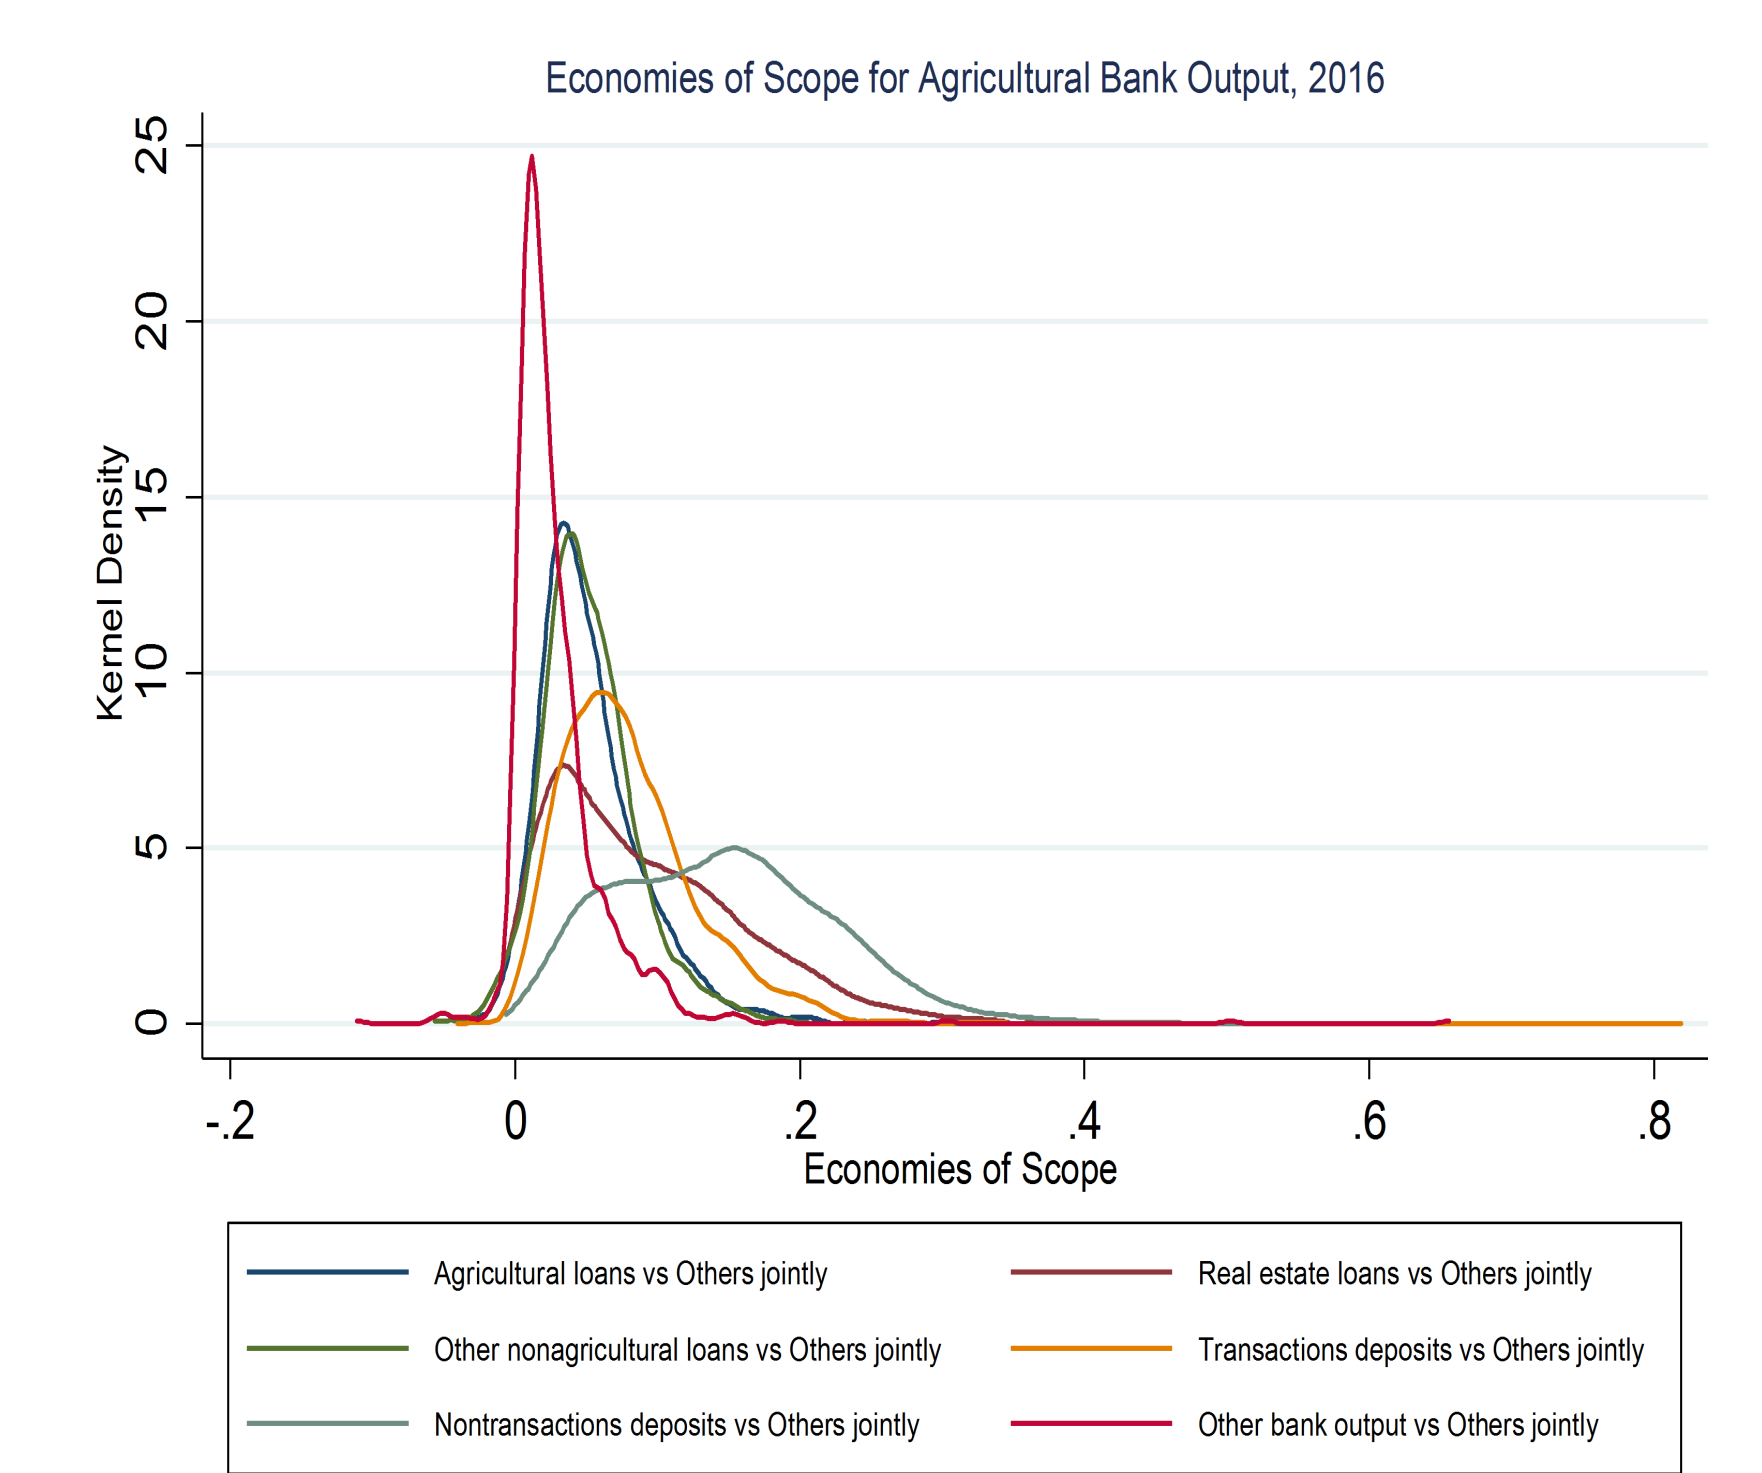 Economies of Scope for Agricultural Bank Output, 2016
25
20
15
10
5
0
Kernel Density
-.2 0 .2 .4 .6 .8
Economies of Scope
Agricultural loans vs Others jointly
Real estate loans vs Others jointly
Other nonagricultural loans vs Others jointly
Transactions deposits vs Others jointly
Nontransactions deposits vs Others jointly
Other bank output vs Others jointly